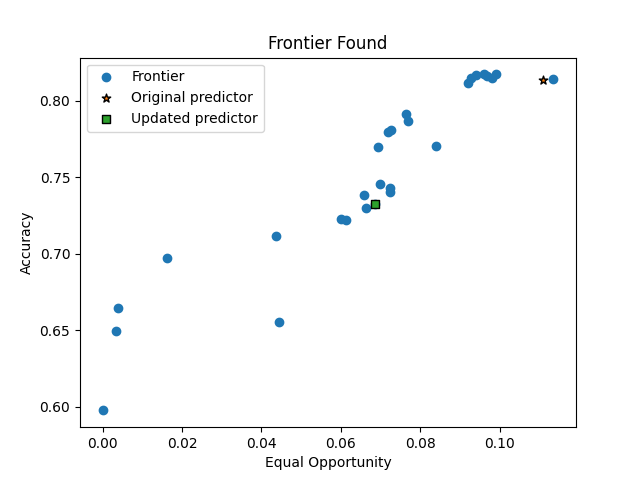 Frontier Found
Frontier
Original predictor
Updated predictor
Accuracy
0.80
0.75
0.70
0.65
0.60
0.00
0.02
0.04
0.06
0.08
0.10
Equal Opportunity